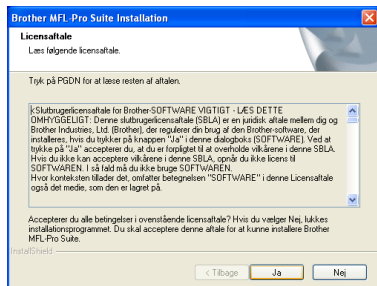 Brother MFL-Pro Suite Installation
Licensaftale
Læs følgende licensaftale.
Tryk på PGDN for at læse resten af aftalen.
<Slutbrugerlicensaftale for Brother-SOFTWARE VIGTIGT - LÆS DETTE
OMHYGGELIGT: Denne slutbrugerlicensaftale (SBLA) er en juridisk aftale mellem dig og
Brother Industries, Ltd. (Brother), der regulerer din brug af den Brother-software, der
installeres, hvis du trykker på knappen "Ja" i denne dialogboks (SOFTWARE). Ved at
trykke på "Ja" accepterer du, at du er forpligtet til at overholde vilkårene i denne SBLA.
Hvis du ikke kan acceptere vilkårene i denne SBLA, opnår du ikke licens til
SOFTWAREN. I så fald må du ikke bruge SOFTWAREN.
Hvor konteksten tillader det, omfatter betegnelsen "SOFTWARE" i denne Licensaftale
også det medie, som den er lagret på.
Accepterer du alle betingelser i ovenstående licensaftale? Hvis du vælger Nej, lukkes
installationsprogrammet. Du skal acceptere denne aftale for at kunne installere Brother
MFL-Pro Suite.
InstallShield
< Tilbage
Ja
Nej